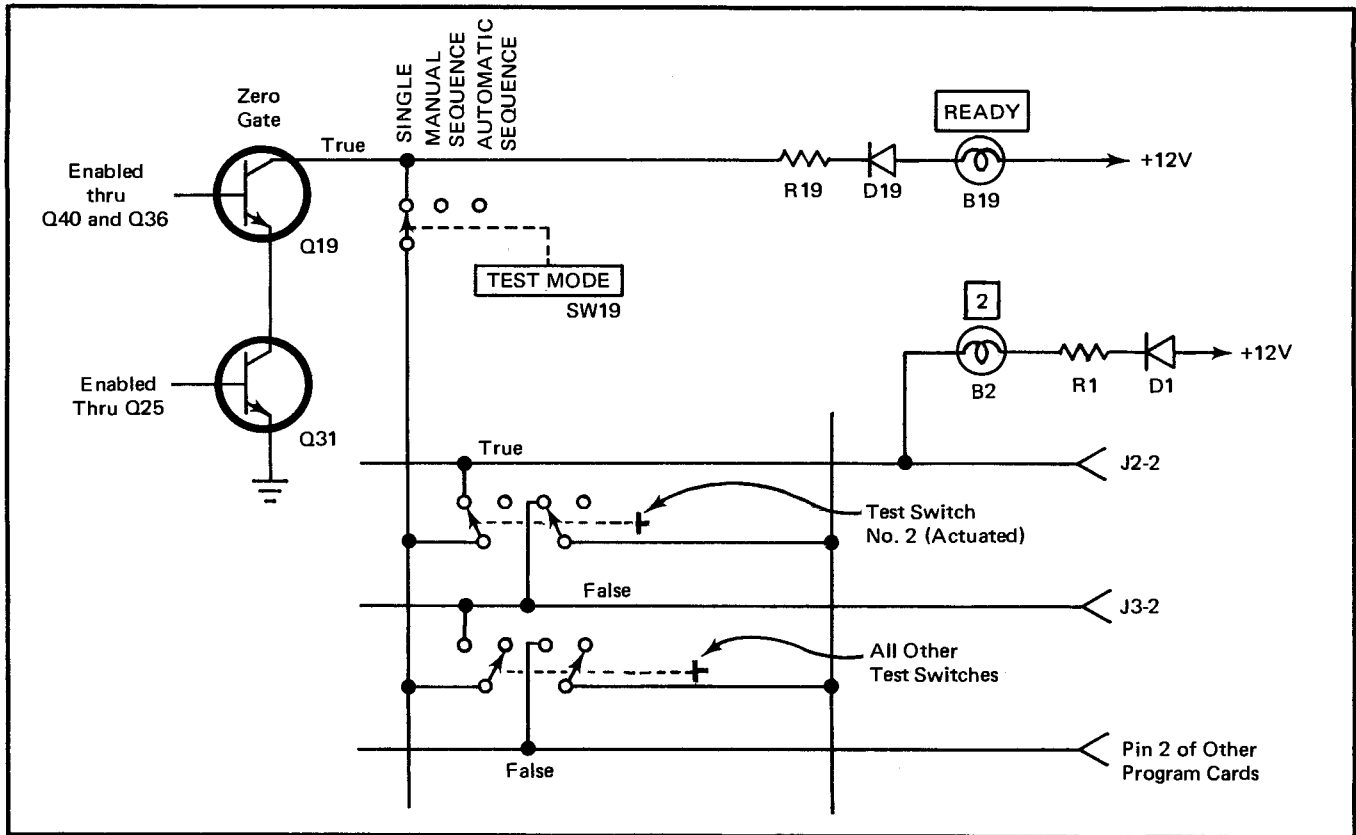 Zero
Gate
True
SINGLE
MANUAL
SEQUENCE
AUTOMATIC
SEQUENCE
READY
R19
D19
B19
+12V
Enabled
thru
Q40 and Q36
Q19
TEST MODE
SW19
2
B2
R1
D1
+12V
Enabled
Thru Q25
Q31
True
J2-2
Test Switch
No. 2 (Actuated)
False
J3-2
All Other
Test Switches
False
Pin 2 of Other
Program Cards